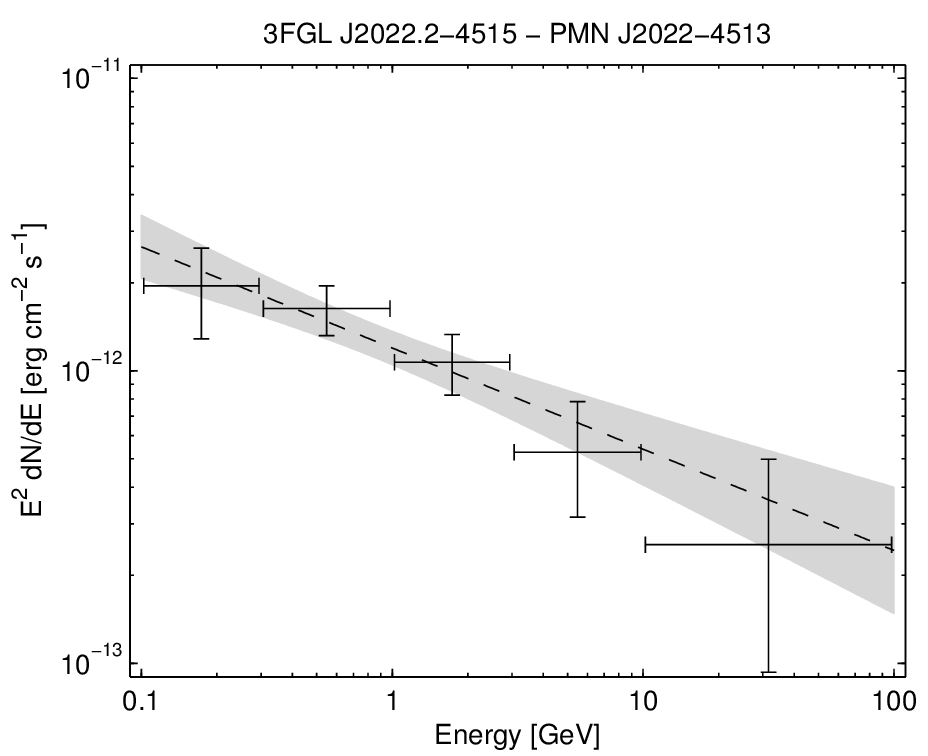 3FGL J2022.2−4515 − PMN J2022−4513
10⁻¹¹
10⁻¹²
10⁻¹³
E² dN/dE [erg cm⁻² s⁻¹]
0.1 1 10 100
Energy [GeV]